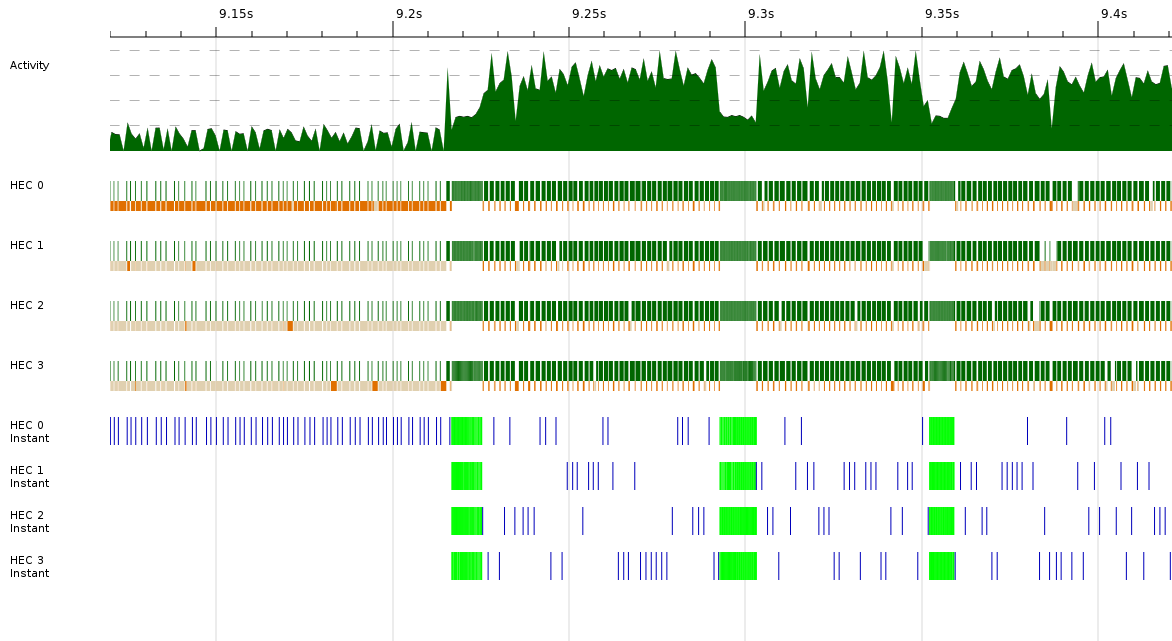 9.15s 9.2s 9.25s 9.3s 9.35s 9.4s
Activity
HEC 0
HEC 1
HEC 2
HEC 3
HEC 0
Instant
HEC 1
Instant
HEC 2
Instant
HEC 3
Instant